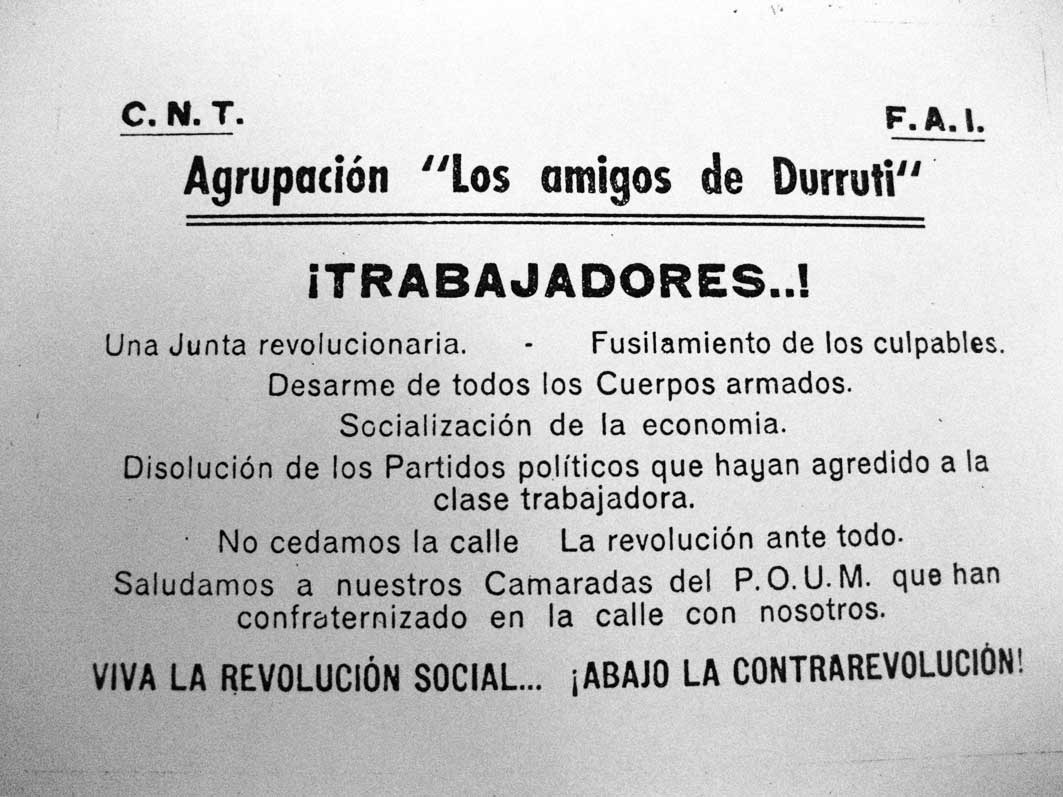 C. N. T. F. A. I.
Agrupación "Los amigos de Durruti"
¡TRABAJADORES..!
Una Junta revolucionaria. - Fusilamiento de los culpables.
Desarme de todos los Cuerpos armados.
Socialización de la economia.
Disolución de los Partidos políticos que hayan agredido a la
clase trabajadora.
No cedamos la calle La revolución ante todo.
Saludamos a nuestros Camaradas del P. O. U. M. que han
confraternizado en la calle con nosotros.
VIVA LA REVOLUCIÓN SOCIAL... ¡ABAJO LA CONTRAREVOLUCIÓN!